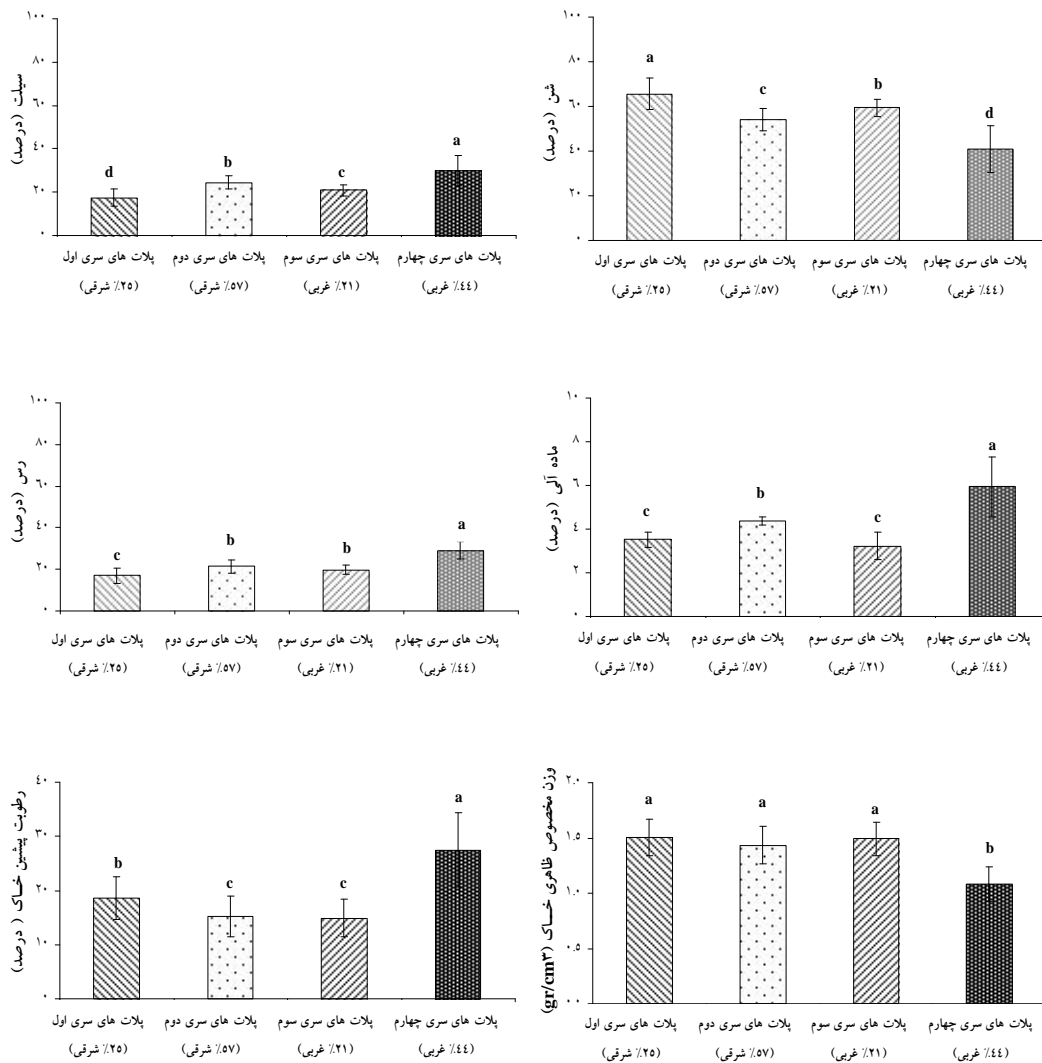 سیلت (درصد)
۱۰۰
۸۰
۶۰
۴۰
۲۰
۰
d
b
c
a
پلات های سری اول
پلات های سری دوم
پلات های سری سوم
پلات های سری چهارم
(۲۵٪ شرقی)
(۵۷٪ شرقی)
(۲۱٪ غربی)
(٤٤٪ غربی)
شن (درصد)
۱۰۰
۸۰
۶۰
۴۰
۲۰
۰
a
c
b
d
پلات های سری اول
پلات های سری دوم
پلات های سری سوم
پلات های سری چهارم
(۲۵٪ شرقی)
(۵۷٪ شرقی)
(۲۱٪ غربی)
(٤٤٪ غربی)
رس (درصد)
۱۰۰
۸۰
۶۰
۴۰
۲۰
۰
c
b
b
a
پلات های سری اول
پلات های سری دوم
پلات های سری سوم
پلات های سری چهارم
(۲۵٪ شرقی)
(۵۷٪ شرقی)
(۲۱٪ غربی)
(٤٤٪ غربی)
ماده آلی (درصد)
۱۰
۸
۶
۴
۲
۰
c
b
c
a
پلات های سری اول
پلات های سری دوم
پلات های سری سوم
پلات های سری چهارم
(۲۵٪ شرقی)
(۵۷٪ شرقی)
(۲۱٪ غربی)
(٤٤٪ غربی)
رطوبت پیشین خاک (درصد)
۴۰
۳۰
۲۰
۱۰
۰
b
c
c
a
پلات های سری اول
پلات های سری دوم
پلات های سری سوم
پلات های سری چهارم
(۲۵٪ شرقی)
(۵۷٪ شرقی)
(۲۱٪ غربی)
(٤٤٪ غربی)
وزن مخصوص ظاهری خاک (gr/cm۳)
۲.۰
۱.۵
۱.۰
۰.۵
۰.۰
a
a
a
b
پلات های سری اول
پلات های سری دوم
پلات های سری سوم
پلات های سری چهارم
(۲۵٪ شرقی)
(۵۷٪ شرقی)
(۲۱٪ غربی)
(٤٤٪ غربی)